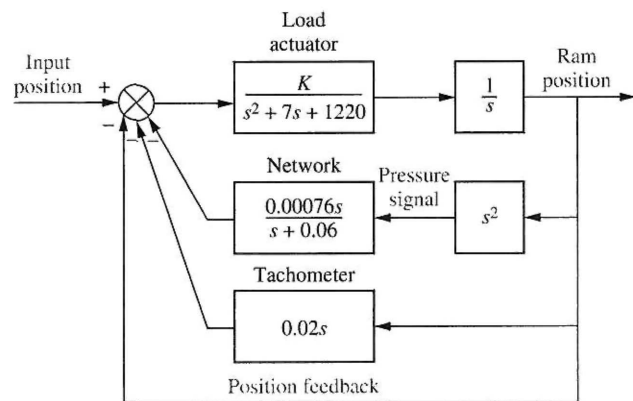 Load
actuator
Input
position
+
K
s² + 7s + 1220
1
s
Ram
position
−
− −
Network
0.00076s
s + 0.06
Pressure
signal
s²
Tachometer
0.02s
Position feedback